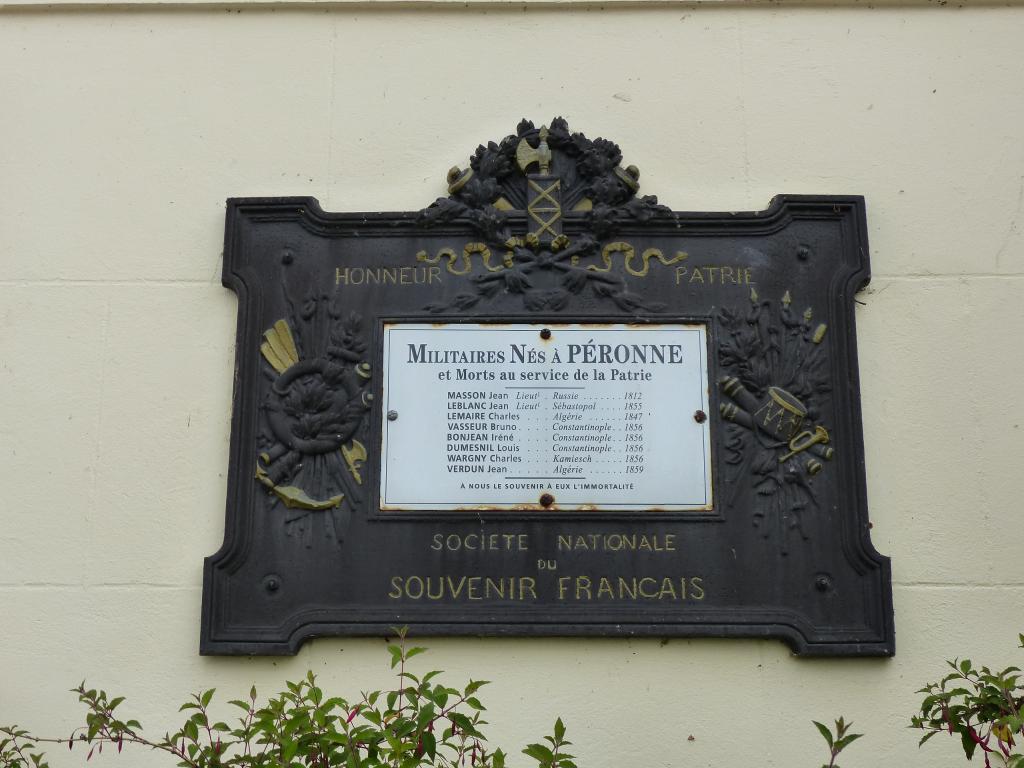 HONNEUR PATRIE
MILITAIRES NÉS À PÉRONNE
et Morts au service de la Patrie
MASSON Jean Lieutᵗ . Russie . . . . . . . 1812
LEBLANC Jean Lieutᵗ . Sébastopol . . . . 1855
LEMAIRE Charles . . . Algérie . . . . . . 1847
VASSEUR Bruno . . . . Constantinople . . 1856
BONJEAN Iréné . . . . Constantinople . . 1856
DUMESNIL Louis . . . Constantinople . . 1856
WARGNY Charles . . . Kamiesch . . . . . 1856
VERDUN Jean . . . . . Algérie . . . . . . 1859
À NOUS LE SOUVENIR À EUX L'IMMORTALITÉ
SOCIETE NATIONALE
DU
SOUVENIR FRANCAIS